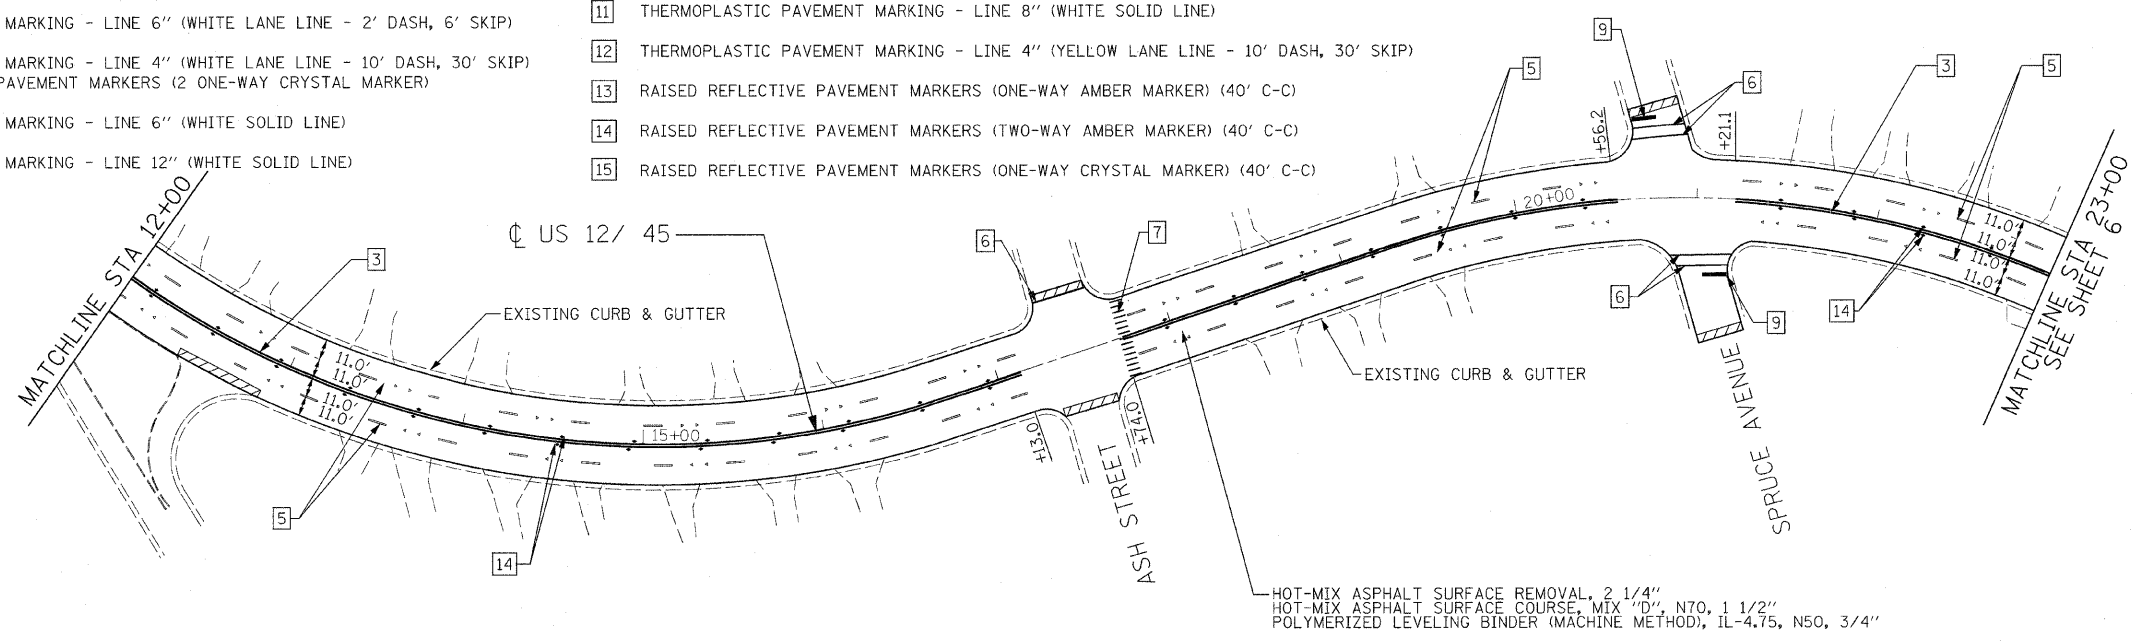 MARKING - LINE 6" (WHITE LANE LINE - 2' DASH, 6' SKIP)
MARKING - LINE 4" (WHITE LANE LINE - 10' DASH, 30' SKIP)
PAVEMENT MARKERS (2 ONE-WAY CRYSTAL MARKER)
MARKING - LINE 6" (WHITE SOLID LINE)
MARKING - LINE 12" (WHITE SOLID LINE)
11 THERMOPLASTIC PAVEMENT MARKING - LINE 8" (WHITE SOLID LINE)
12 THERMOPLASTIC PAVEMENT MARKING - LINE 4" (YELLOW LANE LINE - 10' DASH, 30' SKIP)
13 RAISED REFLECTIVE PAVEMENT MARKERS (ONE-WAY AMBER MARKER) (40' C-C)
14 RAISED REFLECTIVE PAVEMENT MARKERS (TWO-WAY AMBER MARKER) (40' C-C)
15 RAISED REFLECTIVE PAVEMENT MARKERS (ONE-WAY CRYSTAL MARKER) (40' C-C)
MATCHLINE STA 12+00
3
℄ US 12/ 45
EXISTING CURB & GUTTER
11.0'
11.0'
11.0'
11.0'
5
14
15+00
6
7
+13.0
+74.0
ASH STREET
5
20+00
9
6
+56.2
+21.1
3
5
EXISTING CURB & GUTTER
6
9
14
SPRUCE AVENUE
11.0'
11.0'
11.0'
11.0'
MATCHLINE STA 23+00
SEE SHEET 6
HOT-MIX ASPHALT SURFACE REMOVAL, 2 1/4"
HOT-MIX ASPHALT SURFACE COURSE, MIX "D", N70, 1 1/2"
POLYMERIZED LEVELING BINDER (MACHINE METHOD), IL-4.75, N50, 3/4"